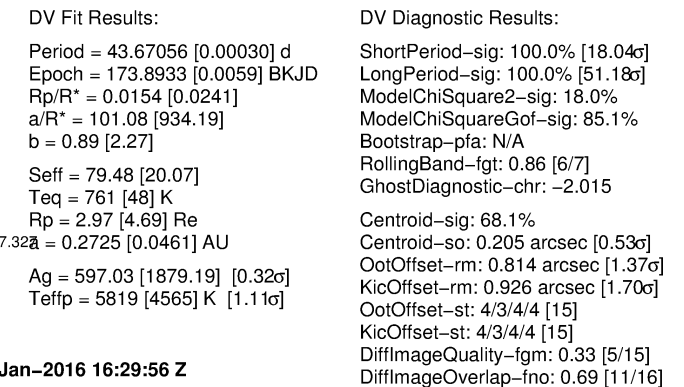 DV Fit Results:
Period = 43.67056 [0.00030] d
Epoch = 173.8933 [0.0059] BKJD
Rp/R* = 0.0154 [0.0241]
a/R* = 101.08 [934.19]
b = 0.89 [2.27]
Seff = 79.48 [20.07]
Teq = 761 [48] K
Rp = 2.97 [4.69] Re
a = 0.2725 [0.0461] AU
Ag = 597.03 [1879.19] [0.32σ]
Teffp = 5819 [4565] K [1.11σ]
Jan−2016 16:29:56 Z
DV Diagnostic Results:
ShortPeriod−sig: 100.0% [18.04σ]
LongPeriod−sig: 100.0% [51.18σ]
ModelChiSquare2−sig: 18.0%
ModelChiSquareGof−sig: 85.1%
Bootstrap−pfa: N/A
RollingBand−fgt: 0.86 [6/7]
GhostDiagnostic−chr: −2.015
Centroid−sig: 68.1%
Centroid−so: 0.205 arcsec [0.53σ]
OotOffset−rm: 0.814 arcsec [1.37σ]
KicOffset−rm: 0.926 arcsec [1.70σ]
OotOffset−st: 4/3/4/4 [15]
KicOffset−st: 4/3/4/4 [15]
DiffImageQuality−fgm: 0.33 [5/15]
DiffImageOverlap−fno: 0.69 [11/16]